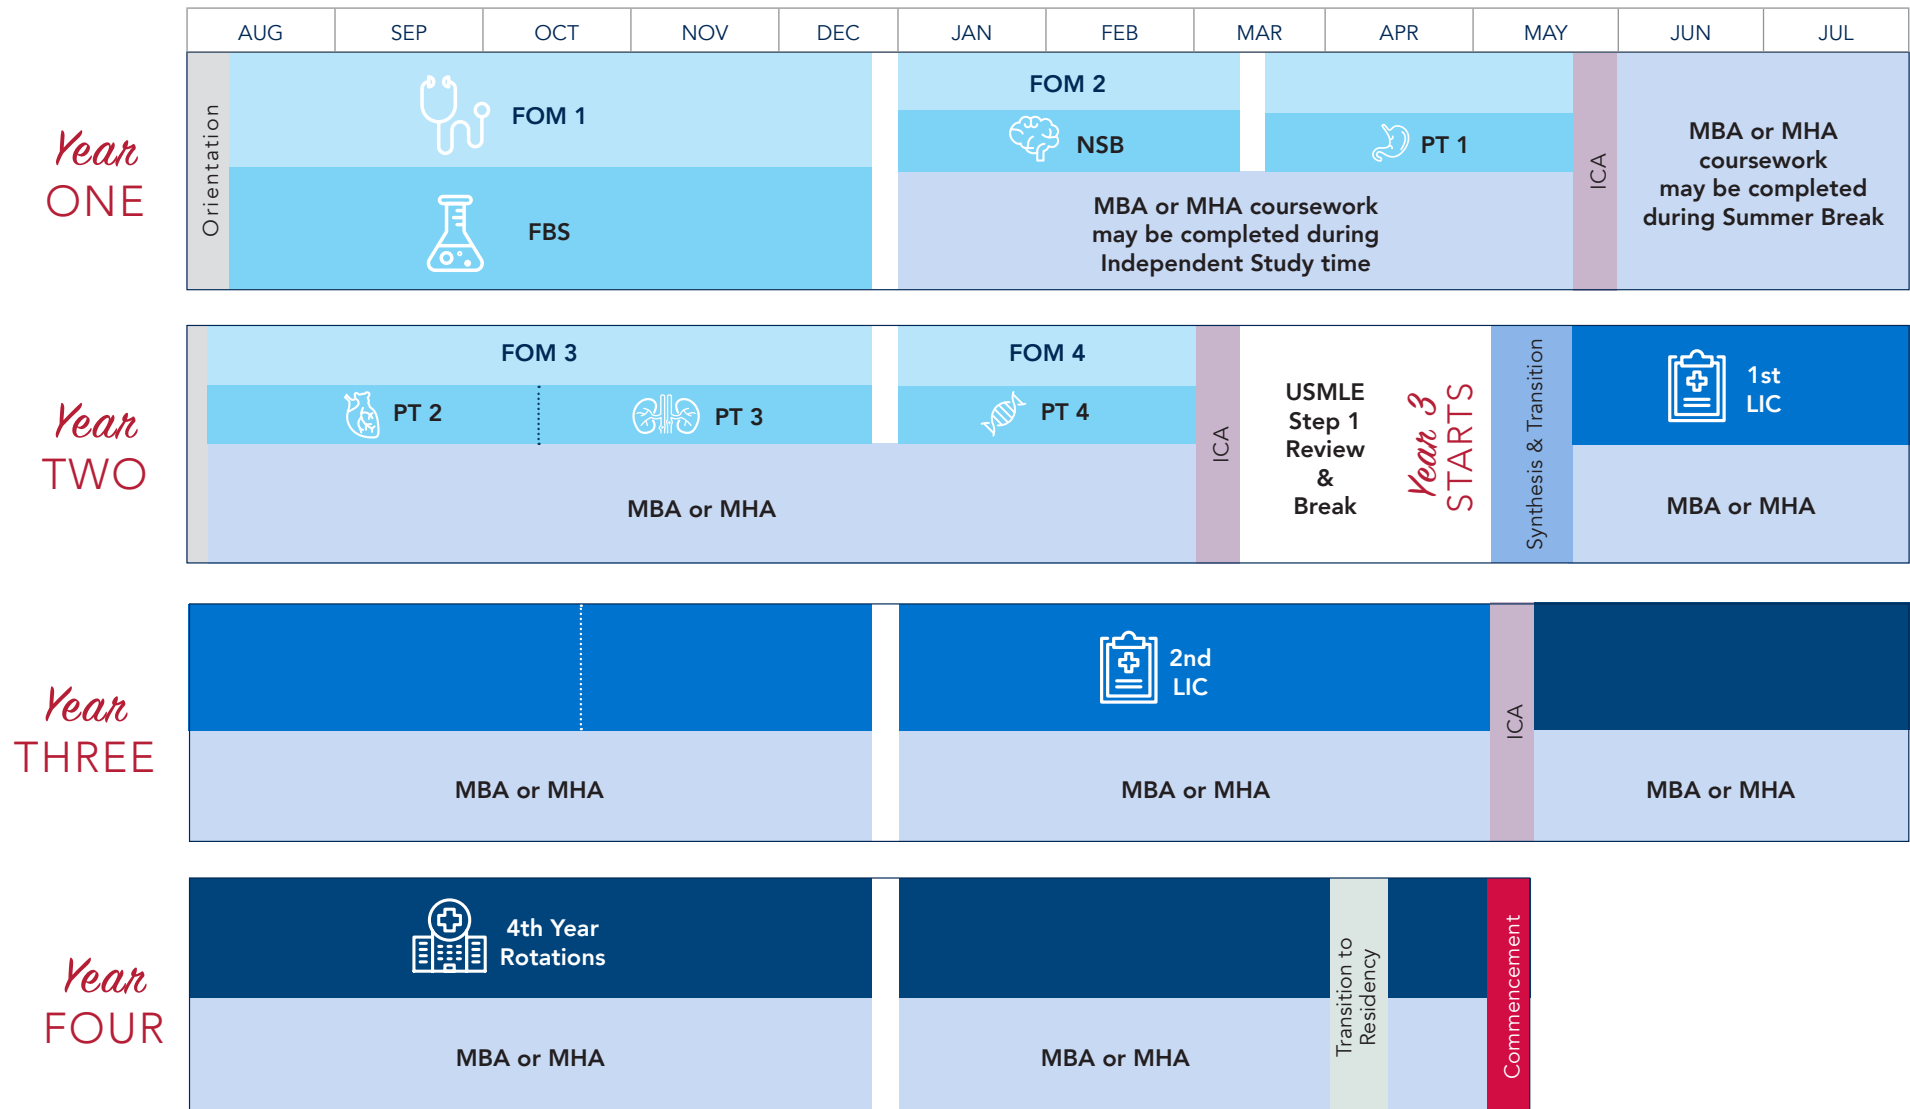 AUG SEP OCT NOV DEC JAN FEB MAR APR MAY JUN JUL
Year
ONE
Orientation
FOM 1
FBS
FOM 2
NSB
PT 1
MBA or MHA coursework
may be completed during
Independent Study time
ICA
MBA or MHA
coursework
may be completed
during Summer Break
Year
TWO
FOM 3
PT 2
PT 3
FOM 4
PT 4
MBA or MHA
ICA
USMLE
Step 1
Review
&
Break
Year 3
STARTS
Synthesis & Transition
1st
LIC
MBA or MHA
Year
THREE
MBA or MHA
2nd
LIC
MBA or MHA
ICA
MBA or MHA
Year
FOUR
4th Year
Rotations
MBA or MHA
MBA or MHA
Transition to
Residency
Commencement